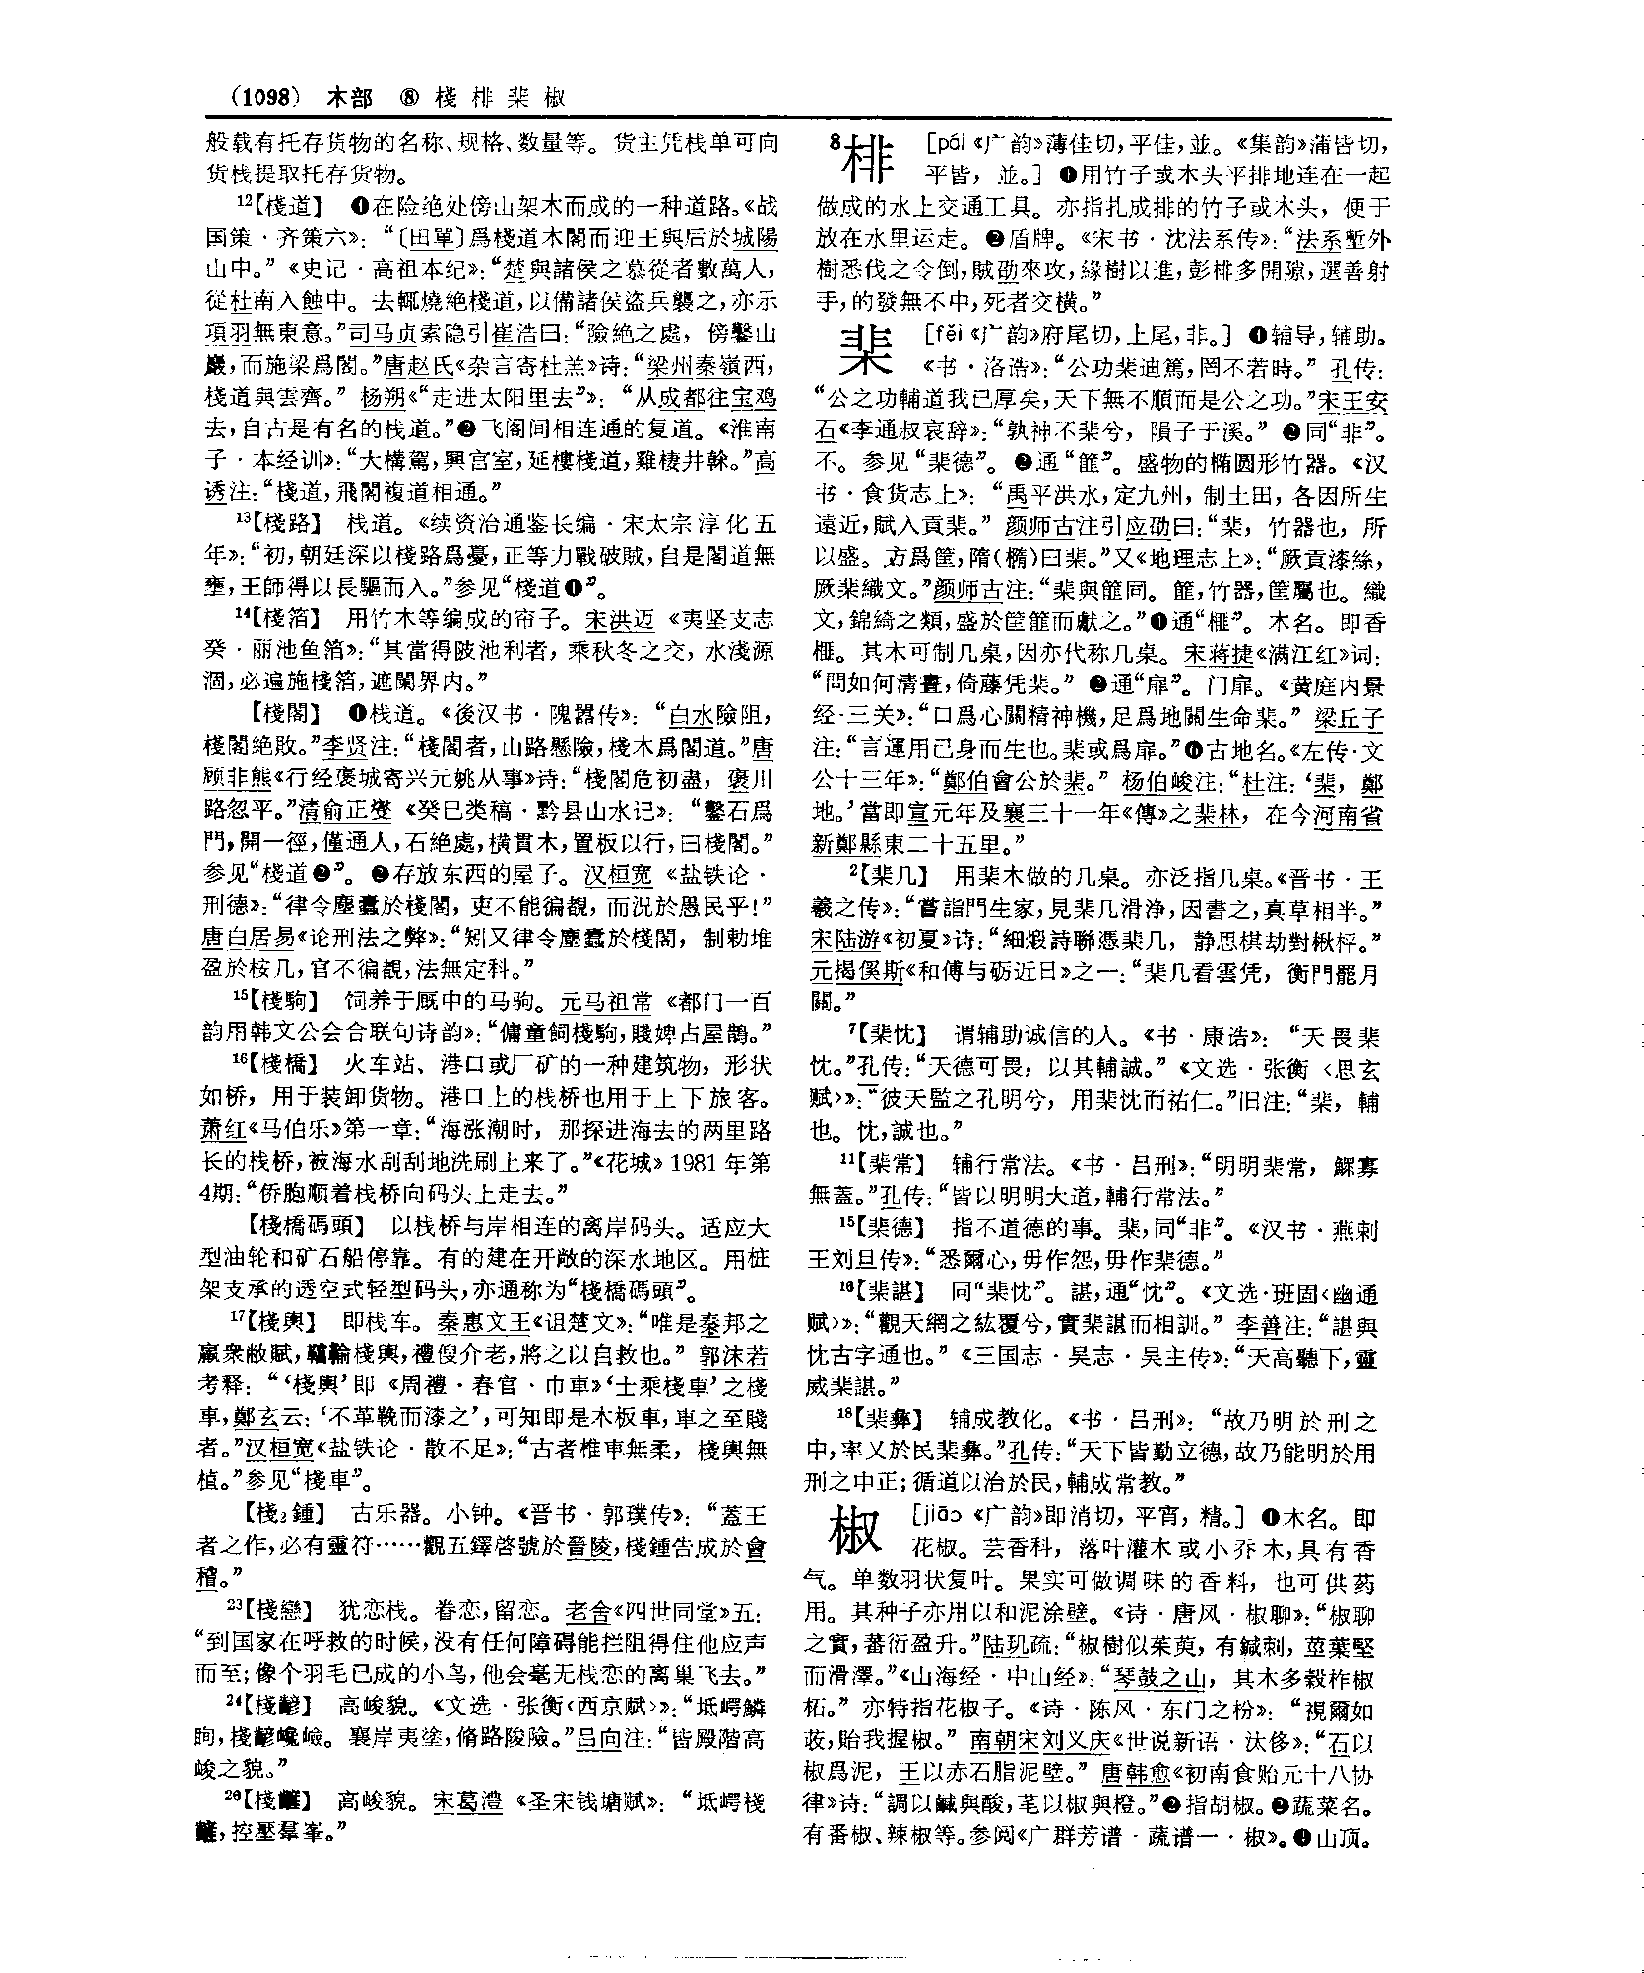 (1098) 木部 ⑧ 棧 棑 棐 椒
般载有托存货物的名称、规格、数量等。货主凭栈单可向
货栈提取托存货物。
12【棧道】 ❶在险绝处傍山架木而成的一种道路。《战
国策·齐策六》：“〔田單〕爲棧道木閣而迎王與后於城陽
山中。”《史记·高祖本纪》：“楚與諸侯之慕從者數萬人，
從杜南入蝕中。去輒燒絶棧道，以備諸侯盜兵襲之，亦示
項羽無東意。”司马贞索隐引崔浩曰：“險絶之處，傍鑿山
巖，而施梁爲閣。”唐赵氏《杂言寄杜羔》诗：“梁州秦嶺西，
棧道與雲齊。”杨朔《“走进太阳里去”》：“从成都往宝鸡
去，自古是有名的栈道。”❷飞阁间相连通的复道。《淮南
子·本经训》：“大構駕，興宫室，延樓棧道，雞棲井榦。”高
诱注：“棧道，飛閣複道相通。”
13【棧路】 栈道。《续资治通鉴长编·宋太宗淳化五
年》：“初，朝廷深以棧路爲憂，正等力戰破賊，自是閣道無
壅，王師得以長驅而入。”参见“棧道❶”。
14【棧箔】 用竹木等编成的帘子。宋洪迈《夷坚支志
癸·丽池鱼箔》：“其當得陂池利者，乘秋冬之交，水淺源
涸，必遍施棧箔，遮闌界内。”
【棧閣】 ❶栈道。《後汉书·隗嚣传》：“白水險阻，
棧閣絶敗。”李贤注：“棧閣者，山路懸險，棧木爲閣道。”唐
顾非熊《行经褒城寄兴元姚从事》诗：“棧閣危初盡，褒川
路忽平。”清俞正燮《癸巳类稿·黔县山水记》：“鑿石爲
門，開一徑，僅通人，石絶處，横貫木，置板以行，曰棧閣。”
参见“棧道❷”。❷存放东西的屋子。汉桓宽《盐铁论·
刑德》：“律令塵蠹於棧閣，吏不能徧覩，而況於愚民乎！”
唐白居易《论刑法之弊》：“矧又律令塵蠹於棧閣，制勅堆
盈於桉几，官不徧覩，法無定科。”
15【棧駒】 饲养于厩中的马驹。元马祖常《都门一百
韵用韩文公会合联句诗韵》：“傭童飼棧駒，賤婢占屋鵲。”
16【棧橋】 火车站、港口或厂矿的一种建筑物，形状
如桥，用于装卸货物。港口上的栈桥也用于上下旅客。
萧红《马伯乐》第一章：“海涨潮时，那探进海去的两里路
长的栈桥，被海水刮刮地洗刷上来了。”《花城》1981年第
4期：“侨胞顺着栈桥向码头上走去。”
【棧橋碼頭】 以栈桥与岸相连的离岸码头。适应大
型油轮和矿石船停靠。有的建在开敞的深水地区。用桩
架支承的透空式轻型码头，亦通称为“棧橋碼頭”。
17【棧輿】 即栈车。秦惠文王《诅楚文》：“唯是秦邦之
羸衆敝賦，棧輿，禮傁介老，將之以自救也。”郭沫若
考释：“‘棧輿’即《周禮·春官·巾車》‘士乘棧車’之棧
車，鄭玄云：‘不革鞔而漆之’，可知即是木板車，車之至賤
者。”汉桓宽《盐铁论·散不足》：“古者椎車無柔，棧輿無
植。”参见“棧車”。
【棧₂鍾】 古乐器。小钟。《晋书·郭璞传》：“蓋王
者之作，必有靈符……觀五鐸啓號於晉陵，棧鍾告成於會
稽。”
23【棧戀】 犹恋栈。眷恋，留恋。老舍《四世同堂》五：
“到国家在呼救的时候，没有任何障碍能拦阻得住他应声
而至；像个羽毛已成的小鸟，他会毫无栈恋的离巢飞去。”
24【棧齴】 高峻貌。《文选·张衡〈西京赋〉》：“坻崿鱗
眴，棧齴巉嶮。襄岸夷塗，脩路陵險。”吕向注：“皆殿階高
峻之貌。”
26【棧】 高峻貌。宋葛澧《圣宋钱塘赋》：“坻崿棧
，控壓羣峯。”
8棑 [pái《广韵》薄佳切，平佳，並。《集韵》蒲皆切，
平皆，並。] ❶用竹子或木头平排地连在一起
做成的水上交通工具。亦指扎成排的竹子或木头，便于
放在水里运走。❷盾牌。《宋书·沈法系传》：“法系塹外
樹悉伐之令倒，賊劭來攻，緣樹以進，彭棑多開隙，選善射
手，的發無不中，死者交横。”
棐 [fěi《广韵》府尾切，上尾，非。] ❶辅导，辅助。
《书·洛诰》：“公功棐迪篤，罔不若時。”孔传：
“公之功輔道我已厚矣，天下無不順而是公之功。”宋王安
石《李通叔哀辞》：“孰神不棐兮，隕子于溪。”❷同“非”。
不。参见“棐德”。❸通“篚”。盛物的椭圆形竹器。《汉
书·食货志上》：“禹平洪水，定九州，制土田，各因所生
遠近，賦入貢棐。”颜师古注引应劭曰：“棐，竹器也，所
以盛。方爲筐，隋（橢）曰棐。”又《地理志上》：“厥貢漆絲，
厥棐織文。”颜师古注：“棐與篚同。篚，竹器，筐屬也。織
文，錦綺之類，盛於筐篚而獻之。”❹通“榧”。木名。即香
榧。其木可制几桌，因亦代称几桌。宋蒋捷《满江红》词：
“問如何清晝，倚藤凭棐。”❺通“扉”。门扉。《黄庭内景
经·三关》：“口爲心關精神機，足爲地關生命棐。”梁丘子
注：“言運用己身而生也。棐或爲扉。”❻古地名。《左传·文
公十三年》：“鄭伯會公於棐。”杨伯峻注：“杜注：‘棐，鄭
地。’當即宣元年及襄三十一年《傳》之棐林，在今河南省
新鄭縣東二十五里。”
2【棐几】 用棐木做的几桌。亦泛指几桌。《晋书·王
羲之传》：“嘗詣門生家，見棐几滑浄，因書之，真草相半。”
宋陆游《初夏》诗：“細煅詩聯憑棐几，静思棋劫對楸枰。”
元揭傒斯《和傅与砺近日》之一：“棐几看雲凭，衡門罷月
關。”
7【棐忱】 谓辅助诚信的人。《书·康诰》：“天畏棐
忱。”孔传：“天德可畏，以其輔誠。”《文选·张衡〈思玄
赋〉》：“彼天監之孔明兮，用棐忱而祐仁。”旧注：“棐，輔
也。忱，誠也。”
11【棐常】 辅行常法。《书·吕刑》：“明明棐常，鰥寡
無蓋。”孔传：“皆以明明大道，輔行常法。”
15【棐德】 指不道德的事。棐，同“非”。《汉书·燕剌
王刘旦传》：“悉爾心，毋作怨，毋作棐德。”
16【棐諶】 同“棐忱”。諶，通“忱”。《文选·班固〈幽通
赋〉》：“觀天網之紘覆兮，實棐諶而相訓。”李善注：“諶與
忱古字通也。”《三国志·吴志·吴主传》：“天高聽下，靈
威棐諶。”
18【棐彝】 辅成教化。《书·吕刑》：“故乃明於刑之
中，率乂於民棐彝。”孔传：“天下皆勤立德，故乃能明於用
刑之中正；循道以治於民，輔成常教。”
椒 [jiāo《广韵》即消切，平宵，精。] ❶木名。即
花椒。芸香科，落叶灌木或小乔木，具有香
气。单数羽状复叶。果实可做调味的香料，也可供药
用。其种子亦用以和泥涂壁。《诗·唐风·椒聊》：“椒聊
之實，蕃衍盈升。”陆玑疏：“椒樹似茱萸，有鍼刺，莖葉堅
而滑澤。”《山海经·中山经》：“琴鼓之山，其木多穀柞椒
柘。”亦特指花椒子。《诗·陈风·东门之枌》：“視爾如
荍，貽我握椒。”南朝宋刘义庆《世说新语·汰侈》：“石以
椒爲泥，王以赤石脂泥壁。”唐韩愈《初南食贻元十八协
律》诗：“調以鹹與酸，芼以椒與橙。”❷指胡椒。❸蔬菜名。
有番椒、辣椒等。参阅《广群芳谱·蔬谱一·椒》。❹山顶。